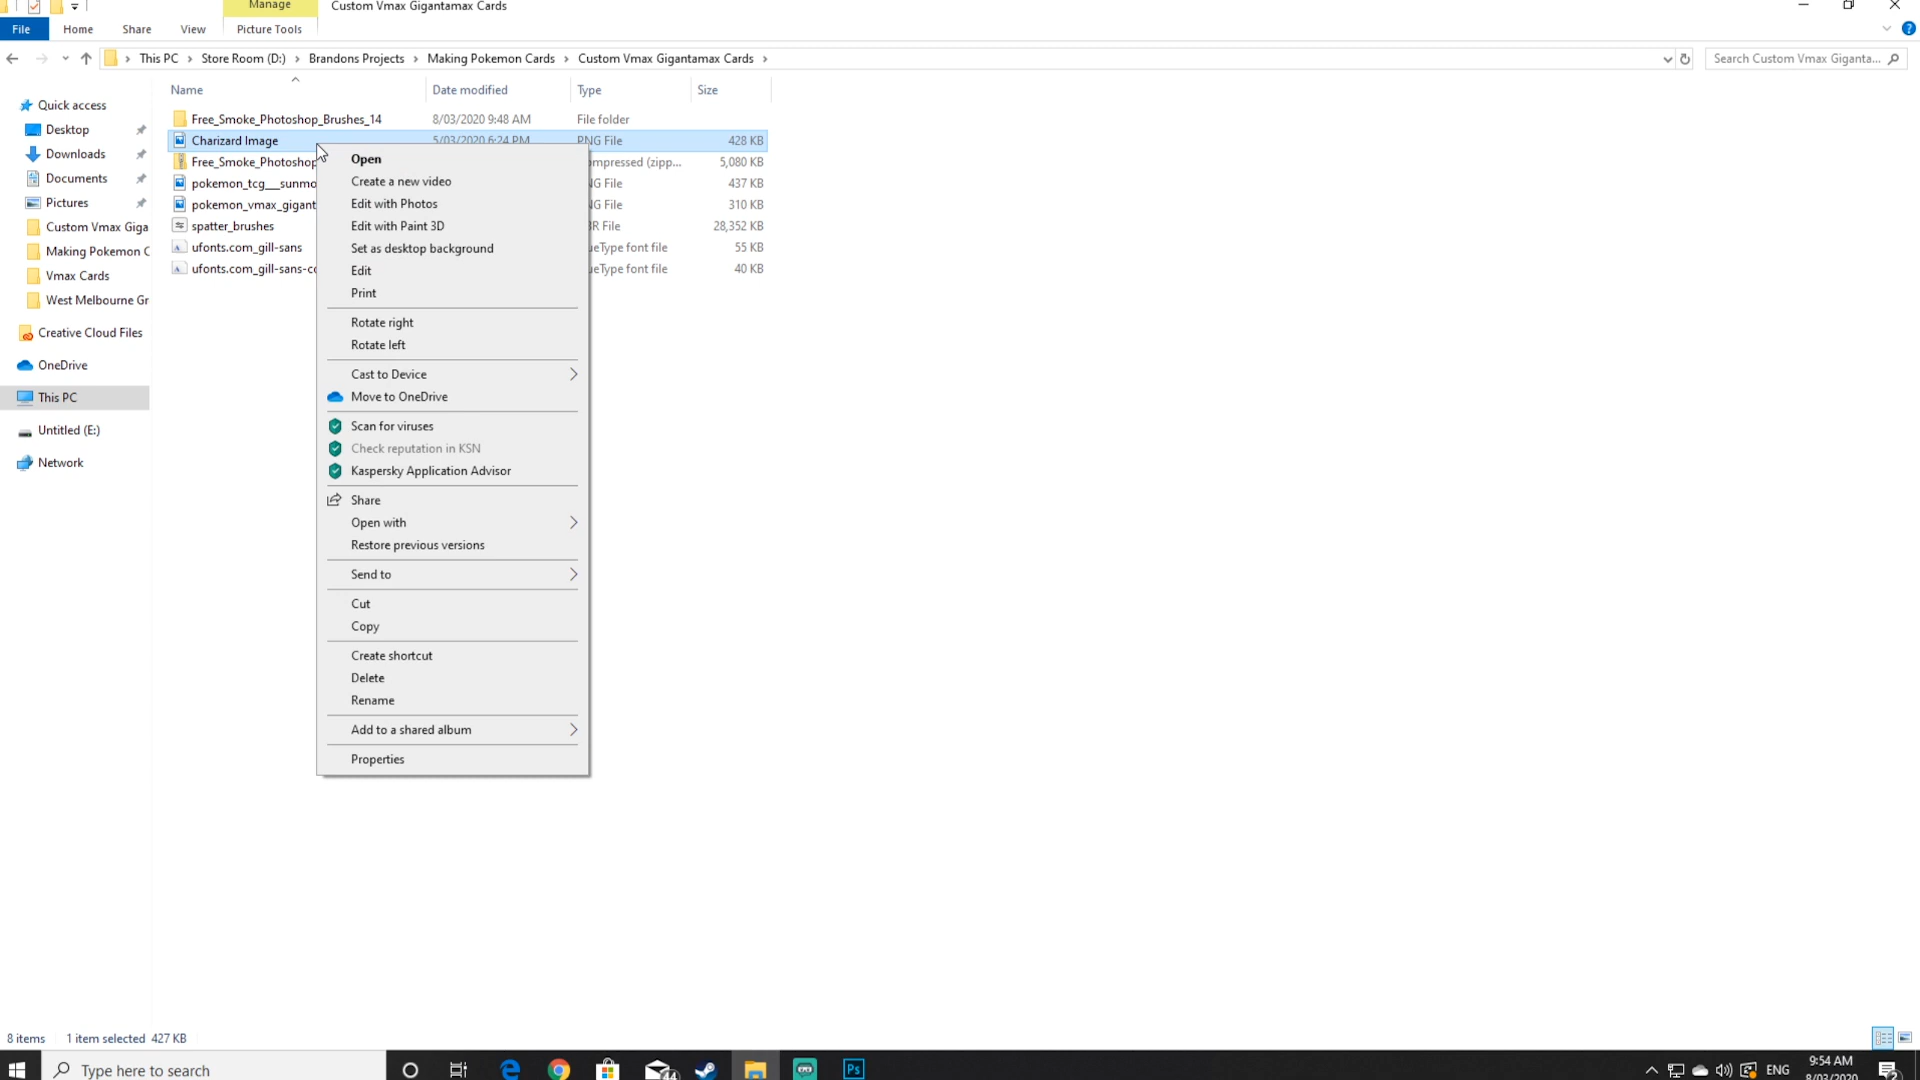 Manage Custom Vmax Gigantamax Cards
File Home Share View Picture Tools
This PC Store Room (D:) Brandons Projects Making Pokemon Cards Custom Vmax Gigantamax Cards Search Custom Vmax Giganta...
Name Date modified Type Size
Quick access
Desktop
Downloads
Documents
Pictures
Custom Vmax Giga
Making Pokemon C
Vmax Cards
West Melbourne Gr
Creative Cloud Files
OneDrive
This PC
Untitled (E:)
Network
Free_Smoke_Photoshop_Brushes_14 8/03/2020 9:48 AM File folder
Charizard Image 5/03/2020 6:24 PM PNG File 428 KB
Free_Smoke_Photoshop ompressed (zipp... 5,080 KB
pokemon_tcg__sunmo NG File 437 KB
pokemon_vmax_gigant NG File 310 KB
spatter_brushes BR File 28,352 KB
ufonts.com_gill-sans ueType font file 55 KB
ufonts.com_gill-sans-co ueType font file 40 KB
Open
Create a new video
Edit with Photos
Edit with Paint 3D
Set as desktop background
Edit
Print
Rotate right
Rotate left
Cast to Device
Move to OneDrive
Scan for viruses
Check reputation in KSN
Kaspersky Application Advisor
Share
Open with
Restore previous versions
Send to
Cut
Copy
Create shortcut
Delete
Rename
Add to a shared album
Properties
8 items 1 item selected 427 KB
Type here to search 44 Ps ENG 9:54 AM
8/03/2020 2